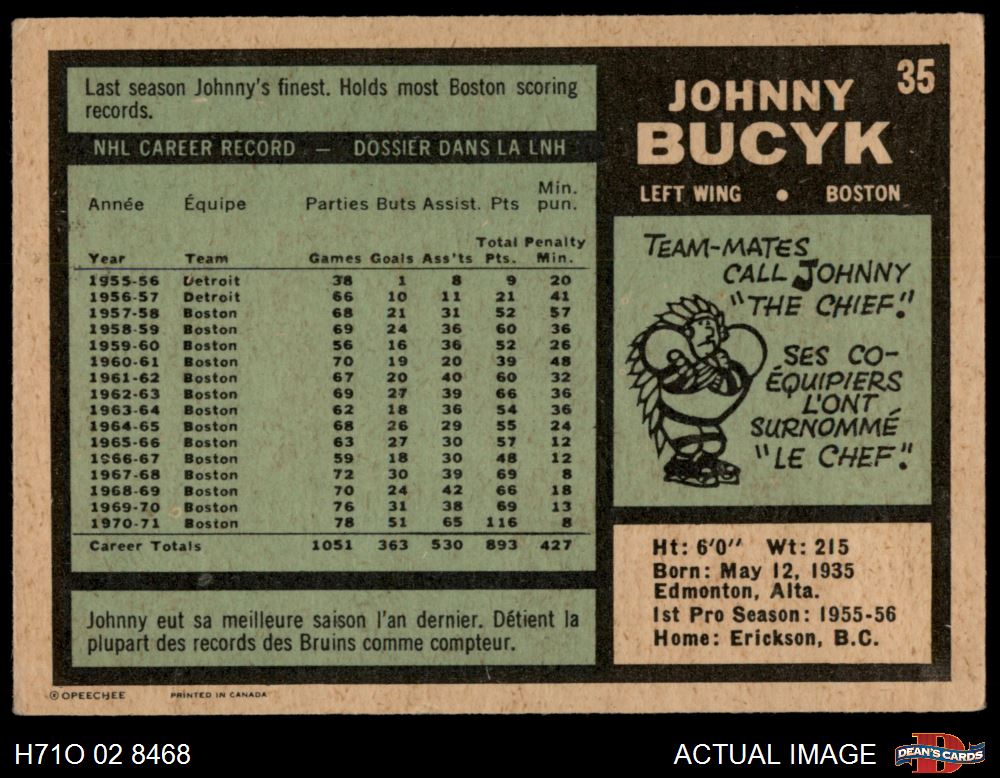 35
JOHNNY
BUCYK
LEFT WING • BOSTON
Last season Johnny's finest. Holds most Boston scoring
records.
NHL CAREER RECORD — DOSSIER DANS LA LNH
Année Équipe Parties Buts Assist. Pts Min. pun.
Year Team Games Goals Ass'ts Total Pts. Penalty Min.
1955-56 Detroit 38 1 8 9 20
1956-57 Detroit 66 10 11 21 41
1957-58 Boston 68 21 31 52 57
1958-59 Boston 69 24 36 60 36
1959-60 Boston 56 16 36 52 26
1960-61 Boston 70 19 20 39 48
1961-62 Boston 67 20 40 60 32
1962-63 Boston 69 27 39 66 36
1963-64 Boston 62 18 36 54 36
1964-65 Boston 68 26 29 55 24
1965-66 Boston 63 27 30 57 12
1966-67 Boston 59 18 30 48 12
1967-68 Boston 72 30 39 69 8
1968-69 Boston 70 24 42 66 18
1969-70 Boston 76 31 38 69 13
1970-71 Boston 78 51 65 116 8
Career Totals 1051 363 530 893 427
Johnny eut sa meilleure saison l'an dernier. Détient la
plupart des records des Bruins comme compteur.
TEAM-MATES
CALL JOHNNY
"THE CHIEF."
SES CO-
ÉQUIPIERS
L'ONT
SURNOMMÉ
"LE CHEF".
Ht: 6'0'' Wt: 215
Born: May 12, 1935
Edmonton, Alta.
1st Pro Season: 1955-56
Home: Erickson, B.C.
© OPEECHEE PRINTED IN CANADA
H71O 02 8468
ACTUAL IMAGE
DEAN'S CARDS